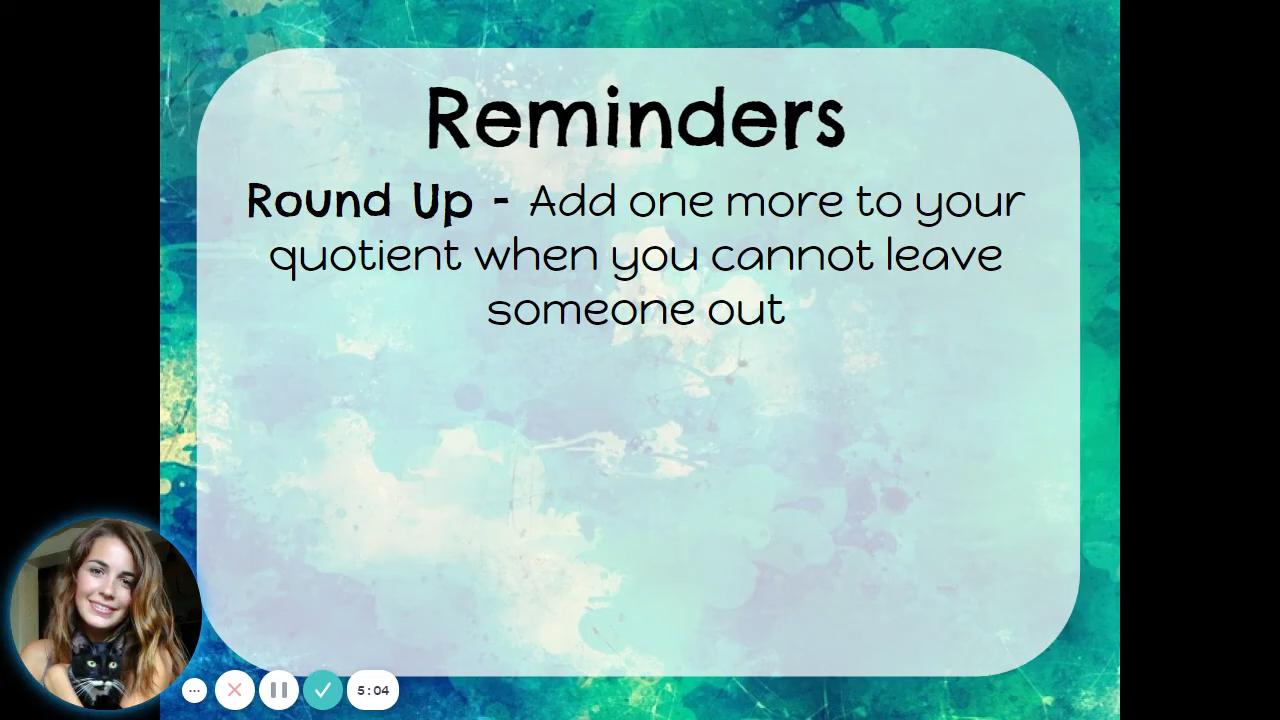 Reminders
Round Up - Add one more to your
quotient when you cannot leave
someone out
5:04